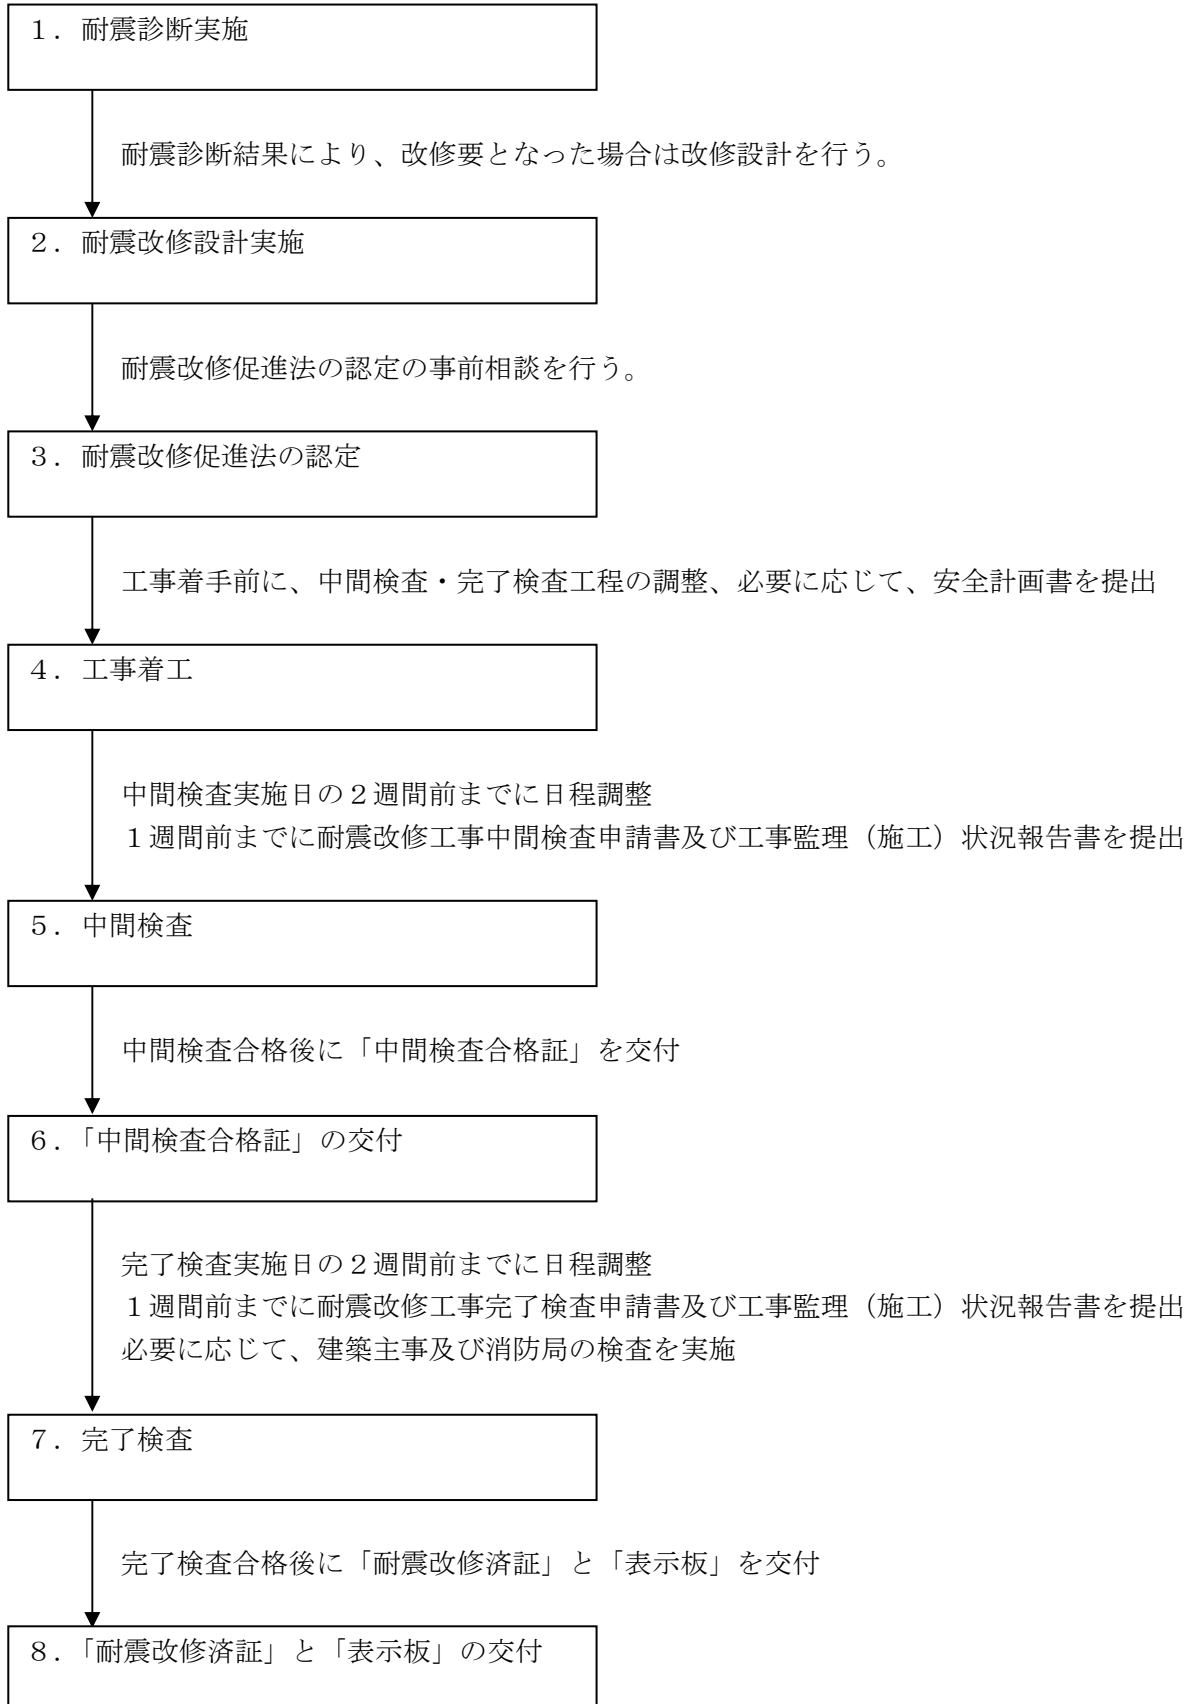 １．耐震診断実施
耐震診断結果により、改修要となった場合は改修設計を行う。
２．耐震改修設計実施
耐震改修促進法の認定の事前相談を行う。
３．耐震改修促進法の認定
工事着手前に、中間検査・完了検査工程の調整、必要に応じて、安全計画書を提出
４．工事着工
中間検査実施日の２週間前までに日程調整
１週間前までに耐震改修工事中間検査申請書及び工事監理（施工）状況報告書を提出
５．中間検査
中間検査合格後に「中間検査合格証」を交付
６．「中間検査合格証」の交付
完了検査実施日の２週間前までに日程調整
１週間前までに耐震改修工事完了検査申請書及び工事監理（施工）状況報告書を提出
必要に応じて、建築主事及び消防局の検査を実施
７．完了検査
完了検査合格後に「耐震改修済証」と「表示板」を交付
８．「耐震改修済証」と「表示板」の交付